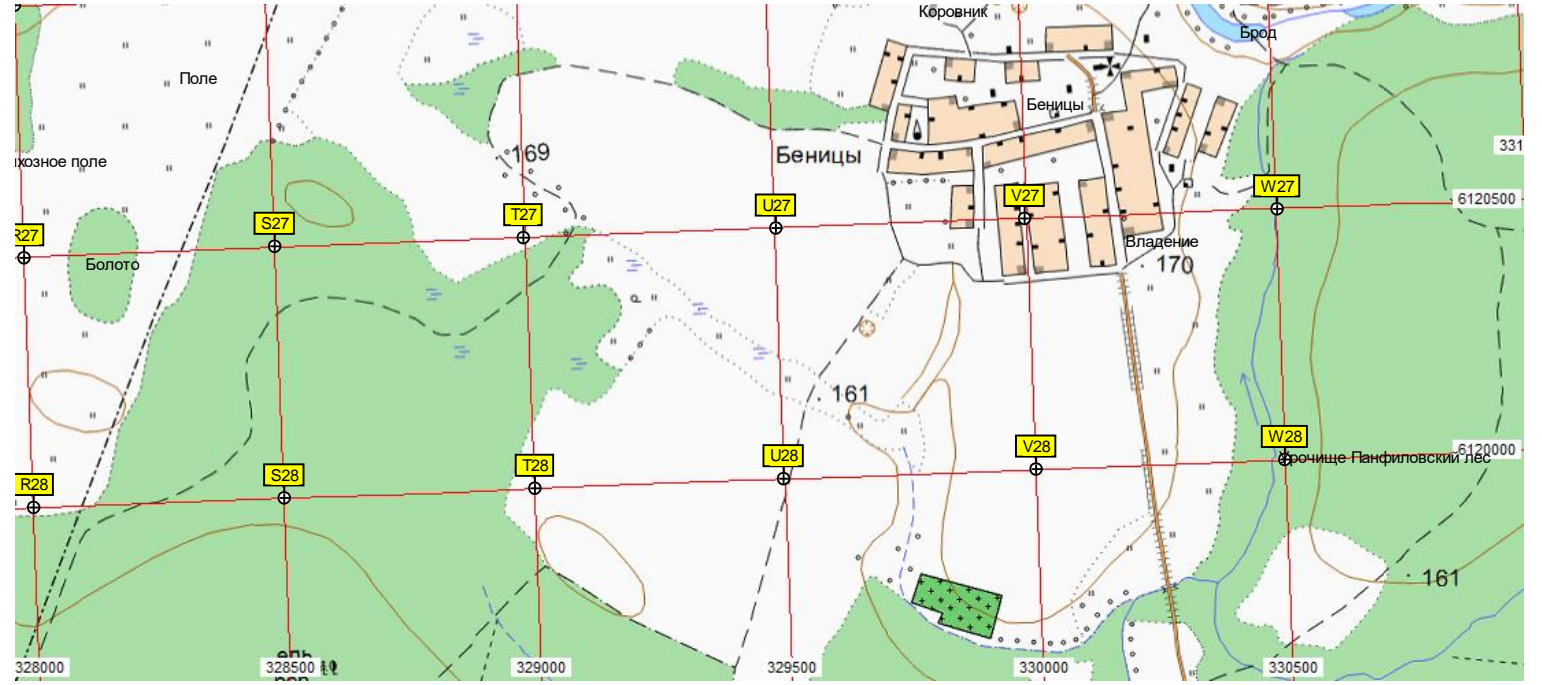 Коровник
Брод
Поле
Беницы
хозное поле
169
Беницы
331
R27
S27
T27
U27
V27
W27
6120500
Болото
Владение
170
161
R28
S28
T28
U28
V28
W28
6120000
Урочище Панфиловский лес
161
ель
328000
328500
329000
329500
330000
330500